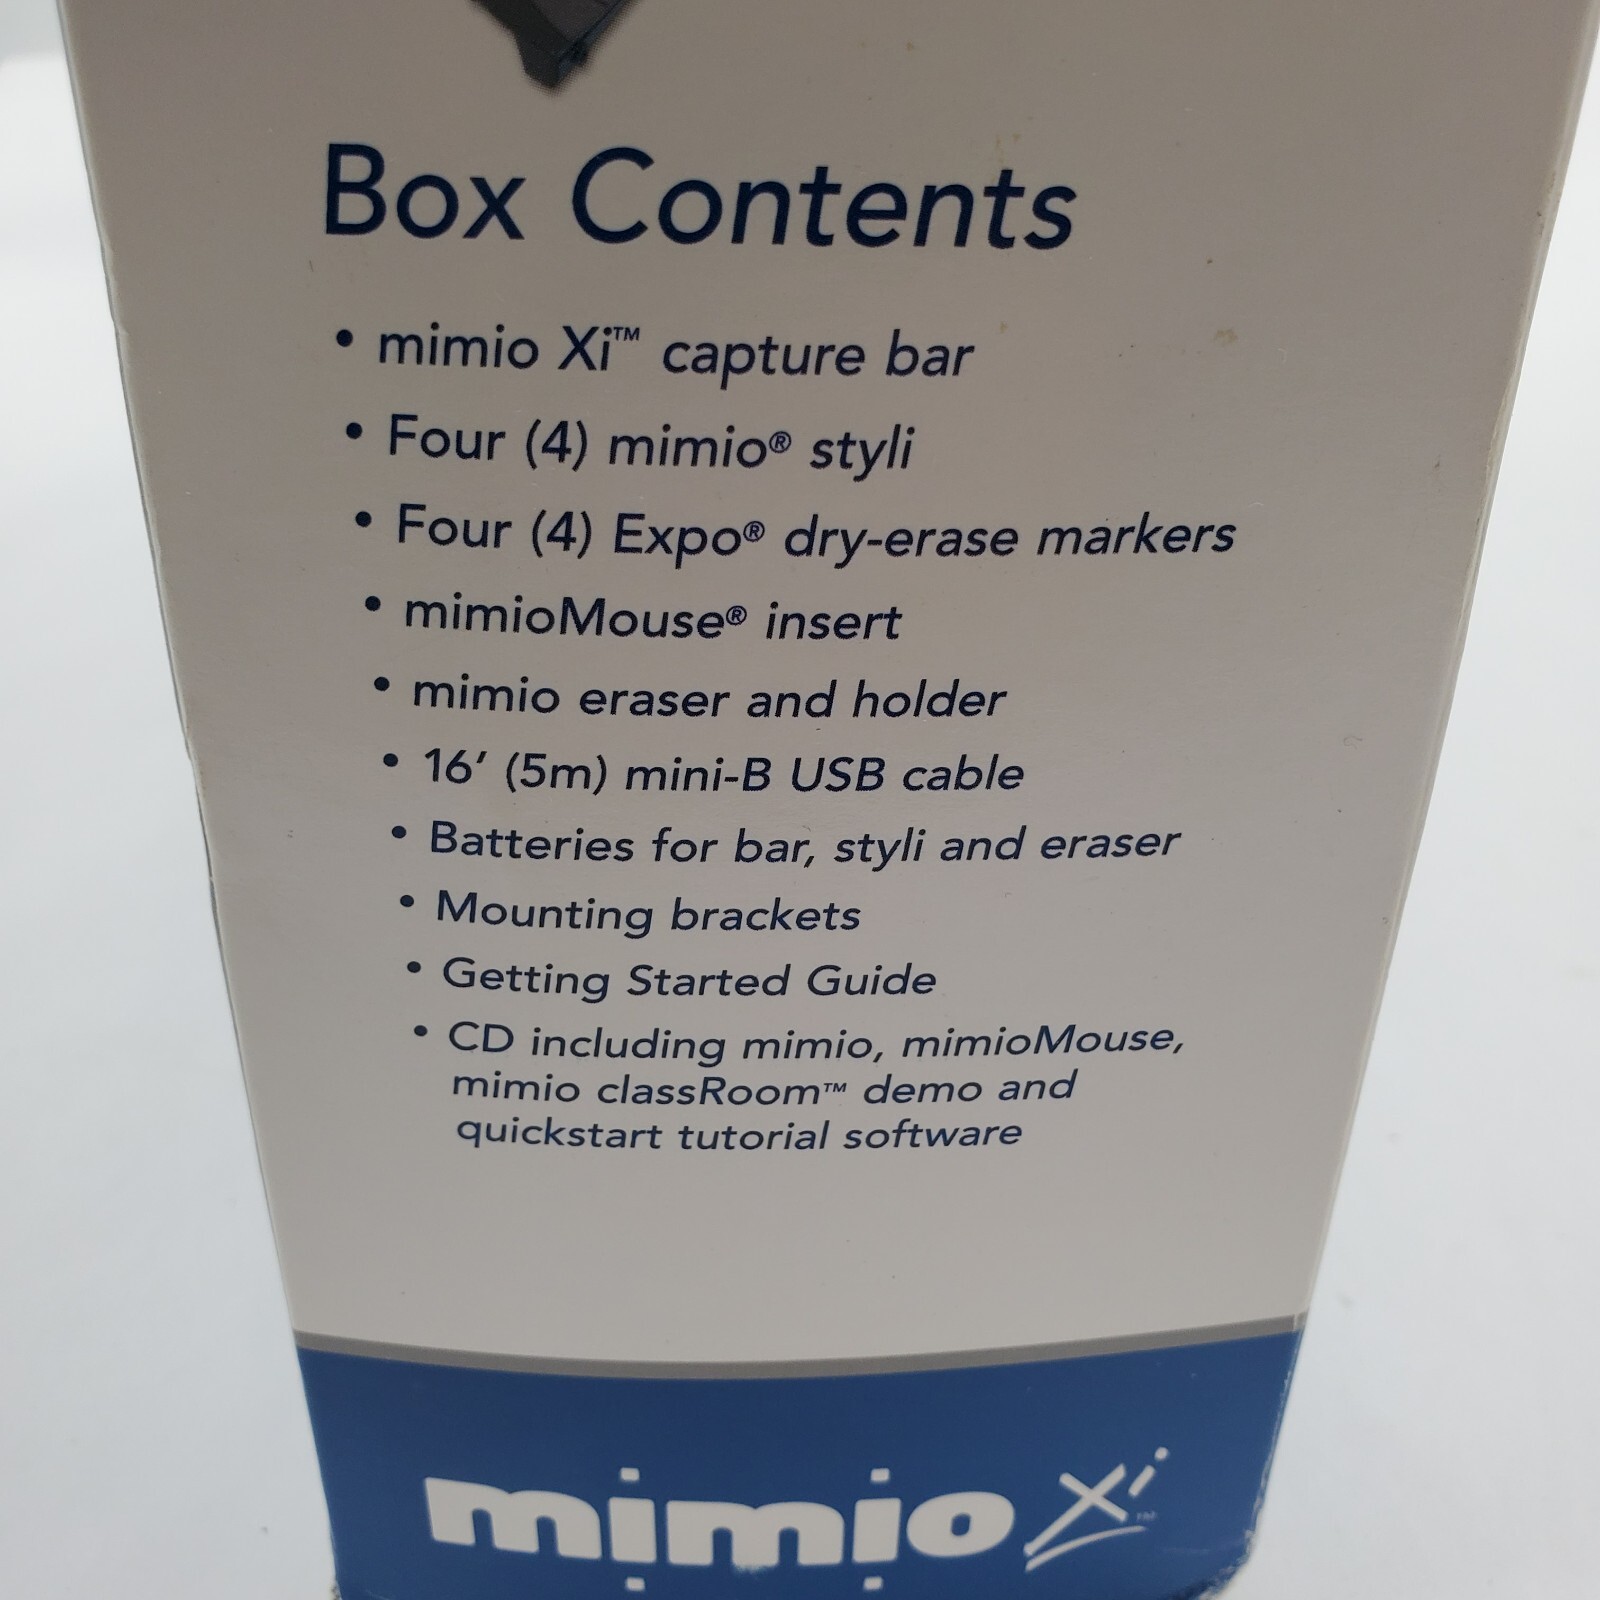 Box Contents
• mimio Xi™ capture bar
• Four (4) mimio® styli
• Four (4) Expo® dry-erase markers
• mimioMouse® insert
• mimio eraser and holder
• 16' (5m) mini-B USB cable
• Batteries for bar, styli and eraser
• Mounting brackets
• Getting Started Guide
• CD including mimio, mimioMouse,
mimio classRoom™ demo and
quickstart tutorial software
mimio Xi™